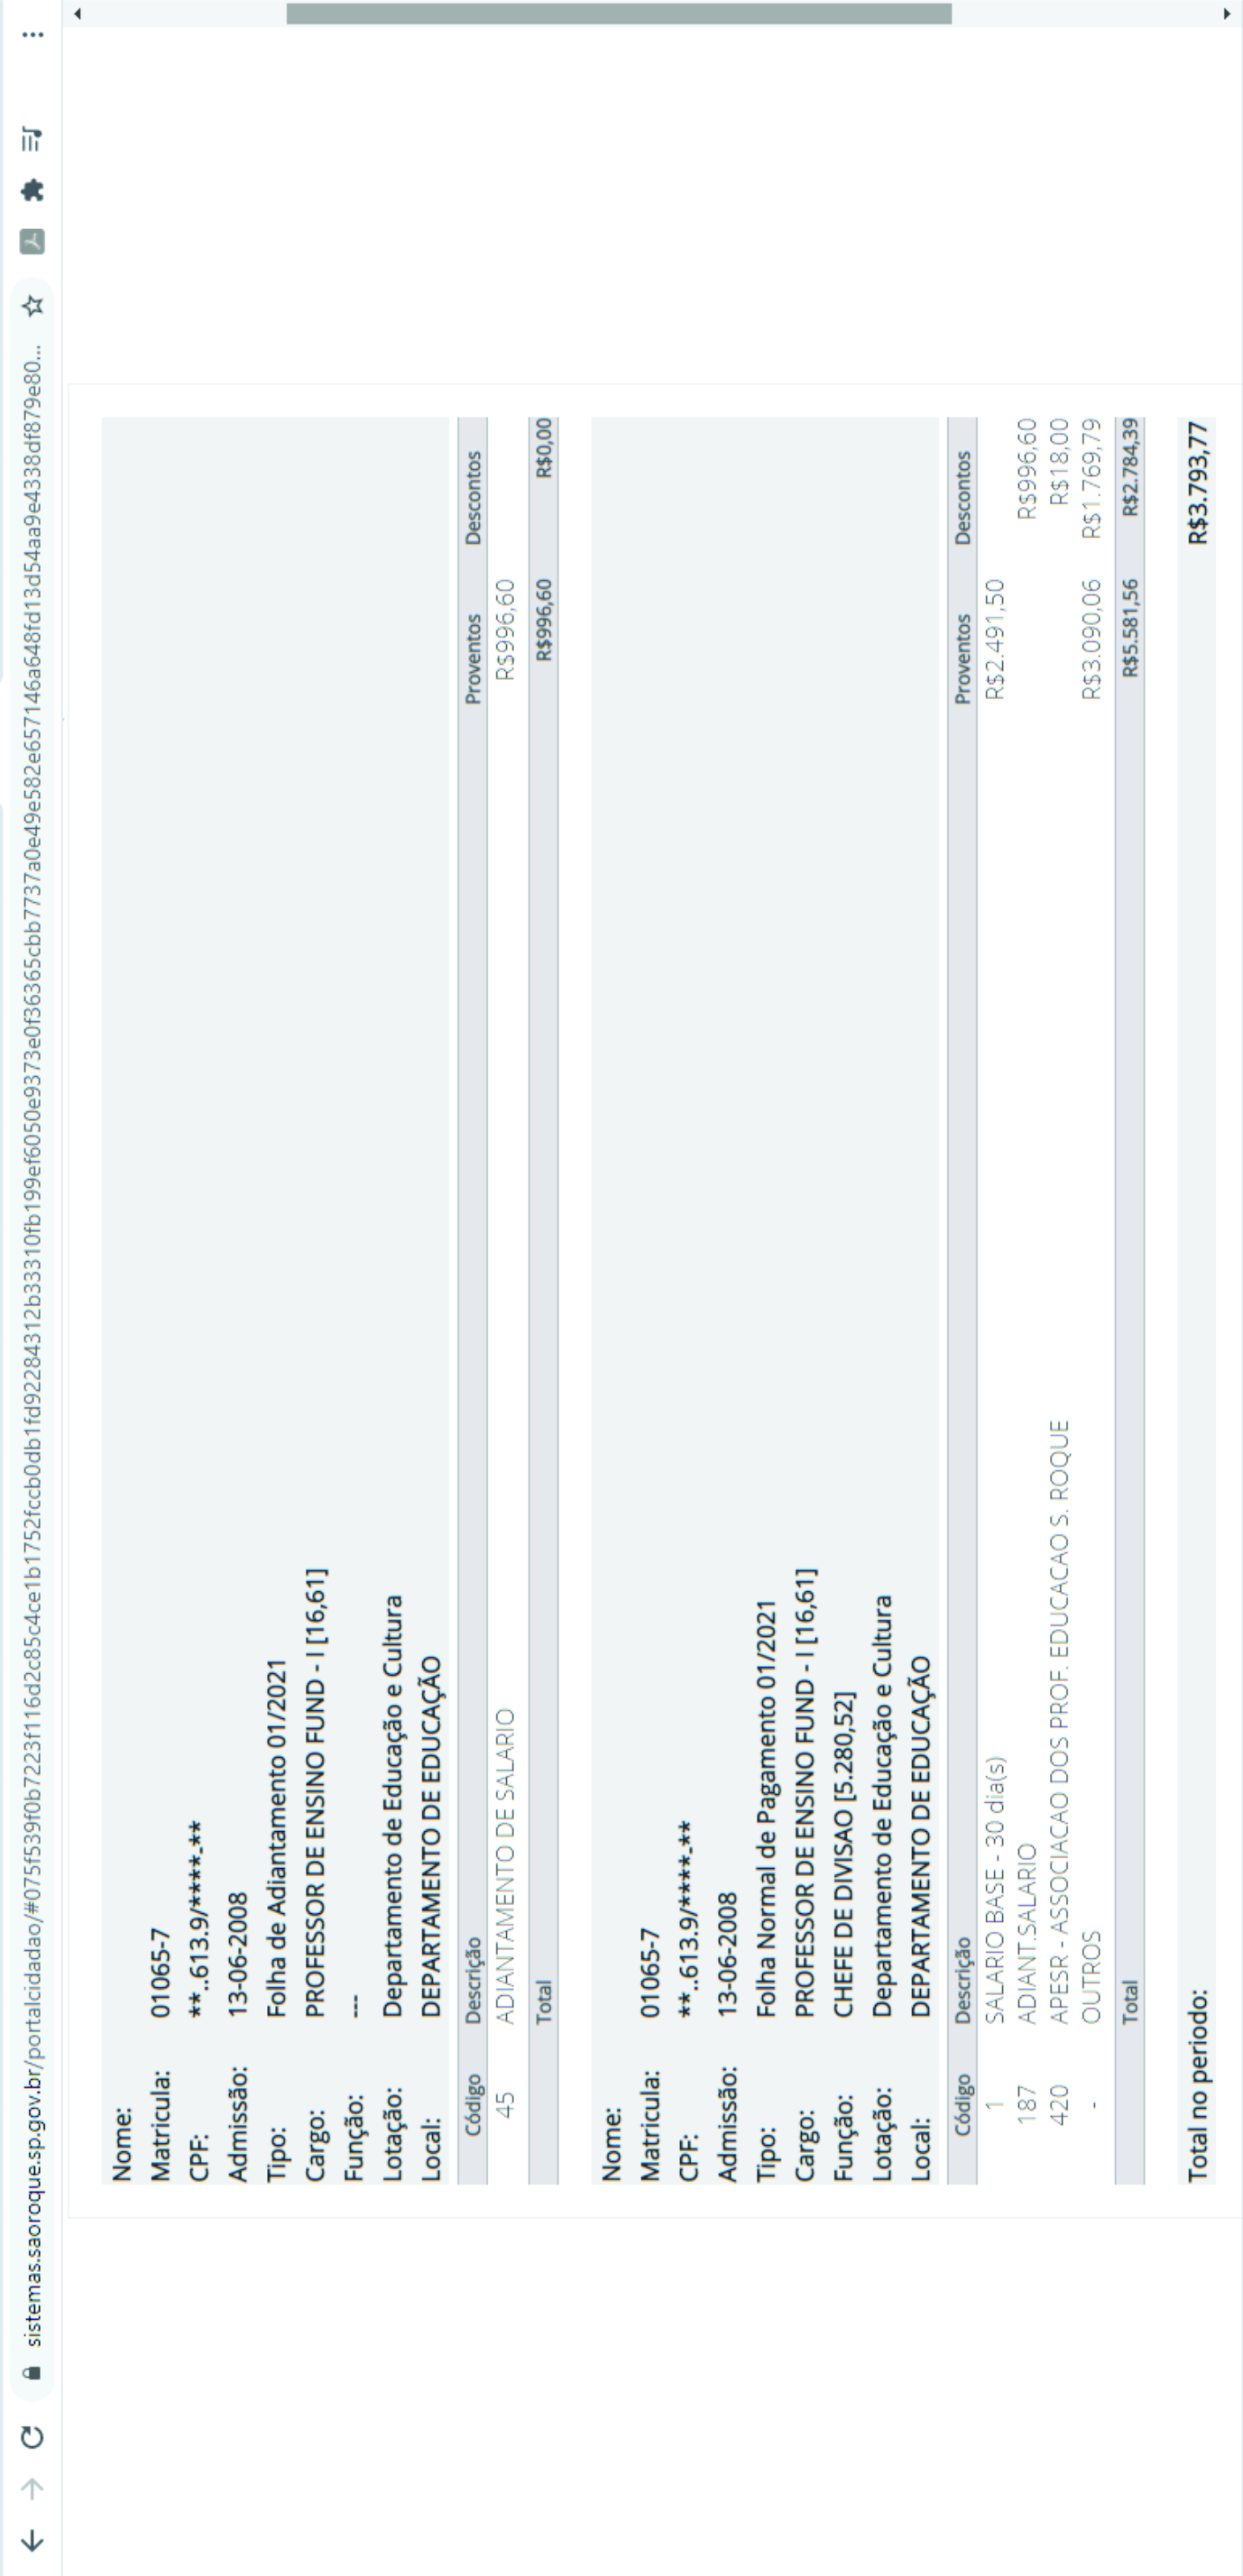 sistemas.saoroque.sp.gov.br/portalcidadao/#075f539f0b7223f116d2c85c4ce1b1752fccb0db1fd92284312b33310fb199ef6050e9373e0f36365cbb7737a0e49e582e657146a648fd13d54aa9e4338df879e80...
Nome:
Matricula: 01065-7
CPF: **.613.9/****-**
Admissão: 13-06-2008
Tipo: Folha de Adiantamento 01/2021
Cargo: PROFESSOR DE ENSINO FUND - I [16,61]
Função: ---
Lotação: Departamento de Educação e Cultura
Local: DEPARTAMENTO DE EDUCAÇÃO
Código Descrição Proventos Descontos
45 ADIANTAMENTO DE SALARIO R$996,60
Total R$996,60 R$0,00
Nome:
Matricula: 01065-7
CPF: **.613.9/****-**
Admissão: 13-06-2008
Tipo: Folha Normal de Pagamento 01/2021
Cargo: PROFESSOR DE ENSINO FUND - I [16,61]
Função: CHEFE DE DIVISAO [5.280,52]
Lotação: Departamento de Educação e Cultura
Local: DEPARTAMENTO DE EDUCAÇÃO
Código Descrição Proventos Descontos
1 SALARIO BASE - 30 dia(s) R$2.491,50
187 ADIANT.SALARIO R$996,60
420 APESR - ASSOCIACAO DOS PROF. EDUCACAO S. ROQUE R$18,00
- OUTROS R$3.090,06 R$1.769,79
Total R$5.581,56 R$2.784,39
Total no periodo: R$3.793,77